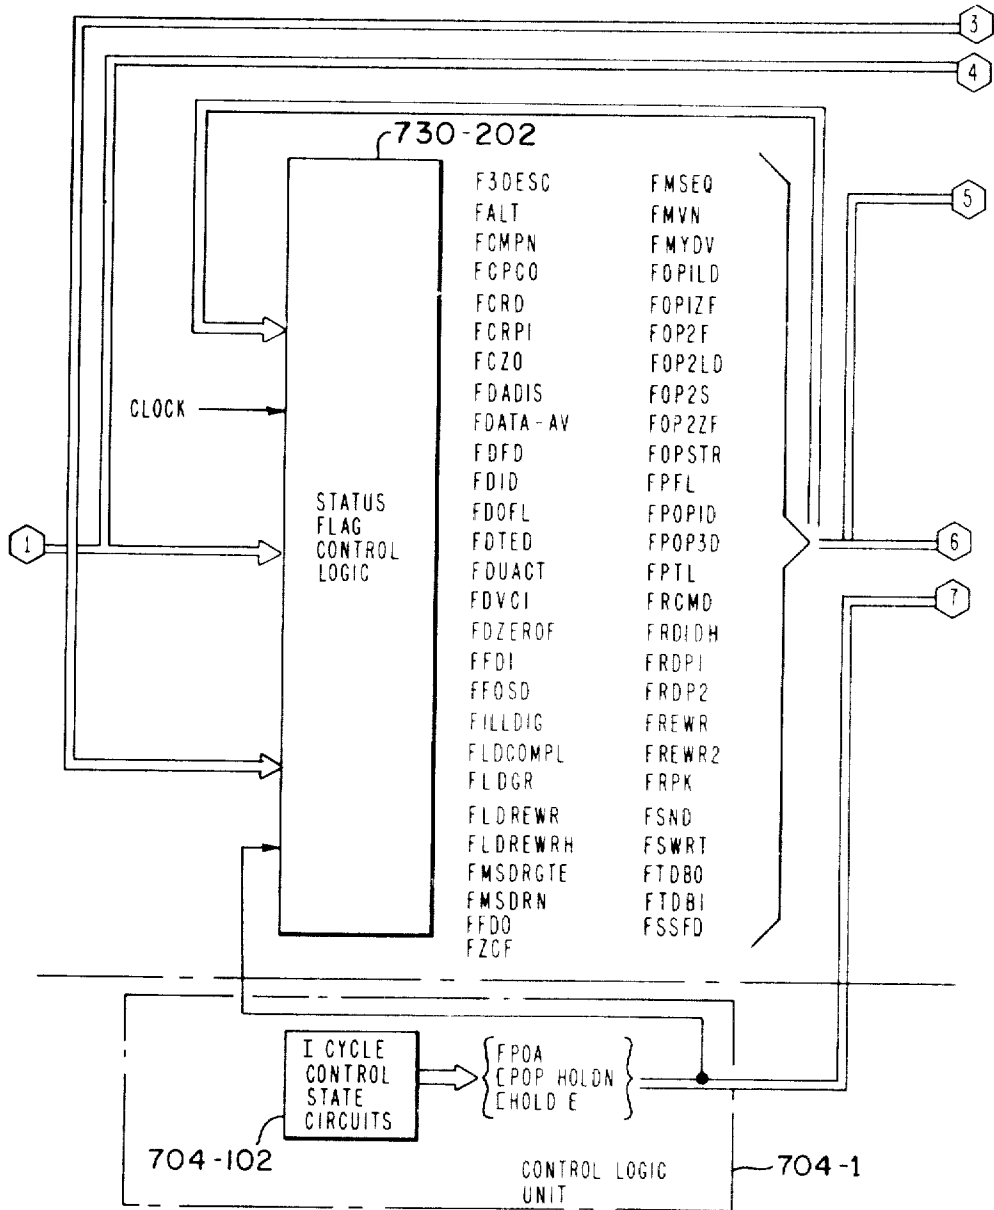 3
4
730-202
F3DESC
FALT
FCMPN
FCPCO
FCRD
FCRPI
FCZO
FDADIS
FDATA-AV
FDFD
FDID
FDOFL
FDTED
FDUACT
FDVCI
FDZEROF
FFDI
FFOSD
FILLDIG
FLDCOMPL
FLDGR
FLDREWR
FLDREWRH
FMSDRGTE
FMSDRN
FFDO
FZCF
FMSEQ
FMVN
FMYDV
FOPILD
FOPIZF
FOP2F
FOP2LD
FOP2S
FOP2ZF
FOPSTR
FPFL
FPOPID
FPOP3D
FPTL
FRCMD
FRDIDH
FRDPI
FRDP2
FREWR
FREWR2
FRPK
FSND
FSWRT
FTDBO
FTDBI
FSSFD
5
CLOCK
STATUS
FLAG
CONTROL
LOGIC
1
6
7
I CYCLE
CONTROL
STATE
CIRCUITS
FPOA
[POP HOLDN
[HOLD E
704-102
704-1
CONTROL LOGIC
UNIT